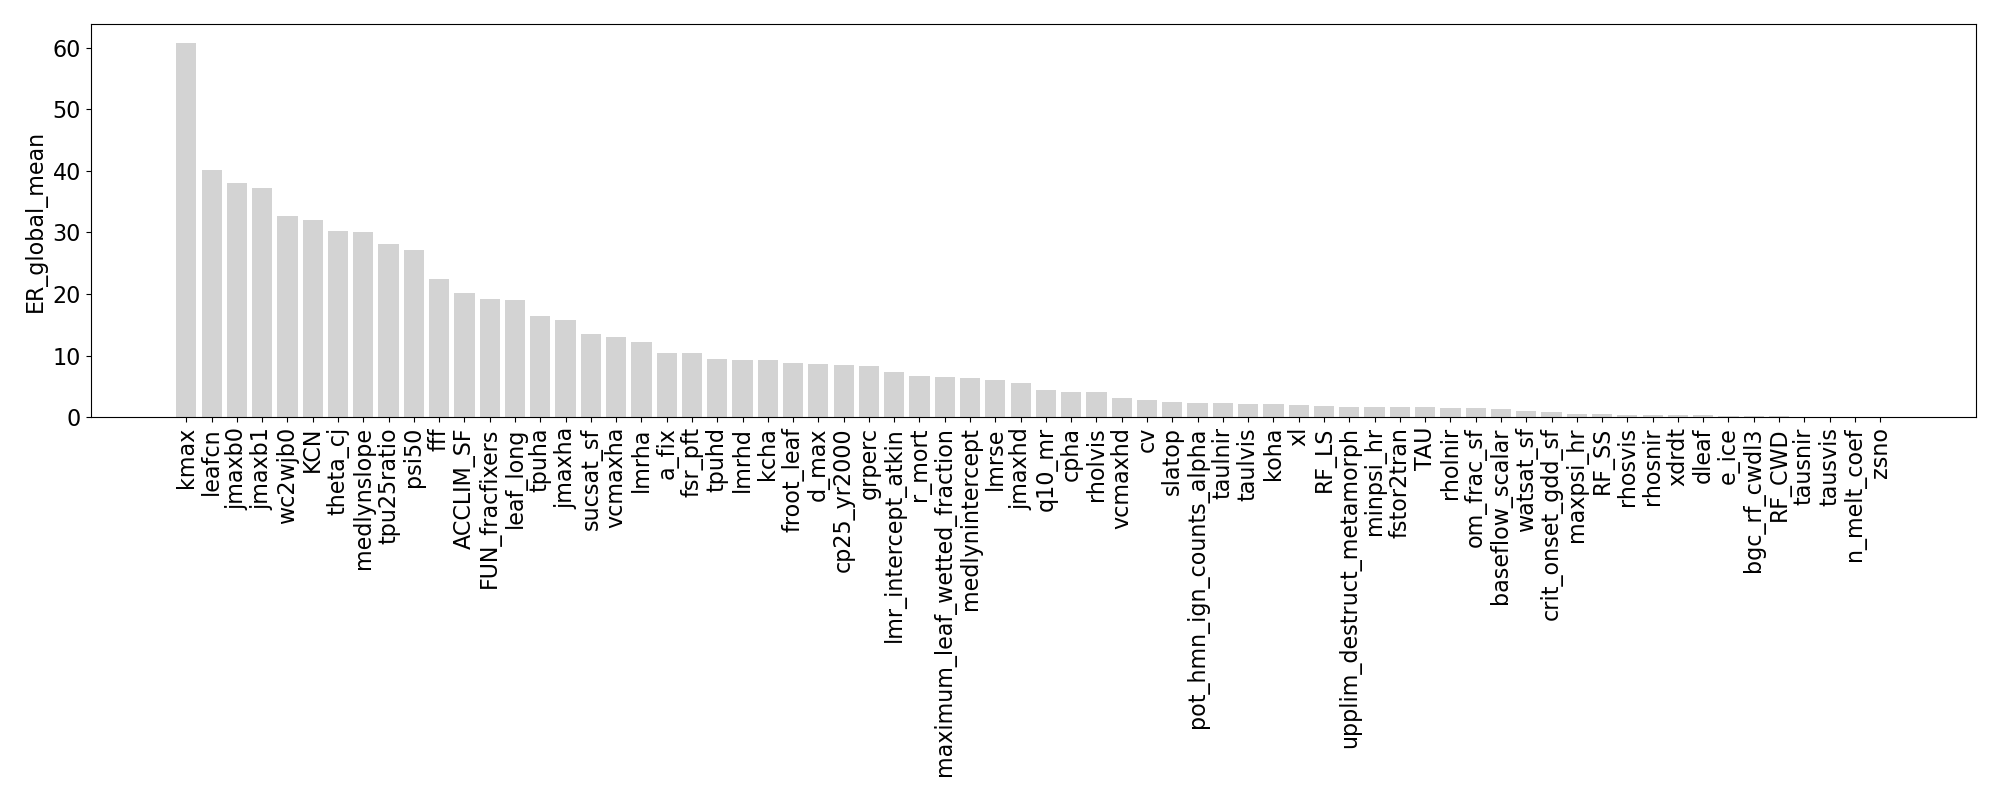 ER_global_mean
60
50
40
30
20
10
0
kmax
leafcn
jmaxb0
jmaxb1
wc2wjb0
KCN
theta_cj
medlynslope
tpu25ratio
psi50
fff
ACCLIM_SF
FUN_fracfixers
leaf_long
tpuha
jmaxha
sucsat_sf
vcmaxha
lmrha
a_fix
fsr_pft
tpuhd
lmrhd
kcha
froot_leaf
d_max
cp25_yr2000
grperc
lmr_intercept_atkin
r_mort
maximum_leaf_wetted_fraction
medlynintercept
lmrse
jmaxhd
q10_mr
cpha
rholvis
vcmaxhd
cv
slatop
pot_hmn_ign_counts_alpha
taulnir
taulvis
koha
xl
RF_LS
upplim_destruct_metamorph
minpsi_hr
fstor2tran
TAU
rholnir
om_frac_sf
baseflow_scalar
watsat_sf
crit_onset_gdd_sf
maxpsi_hr
RF_SS
rhosvis
rhosnir
xdrdt
dleaf
e_ice
bgc_rf_cwdl3
RF_CWD
tausnir
tausvis
n_melt_coef
zsno